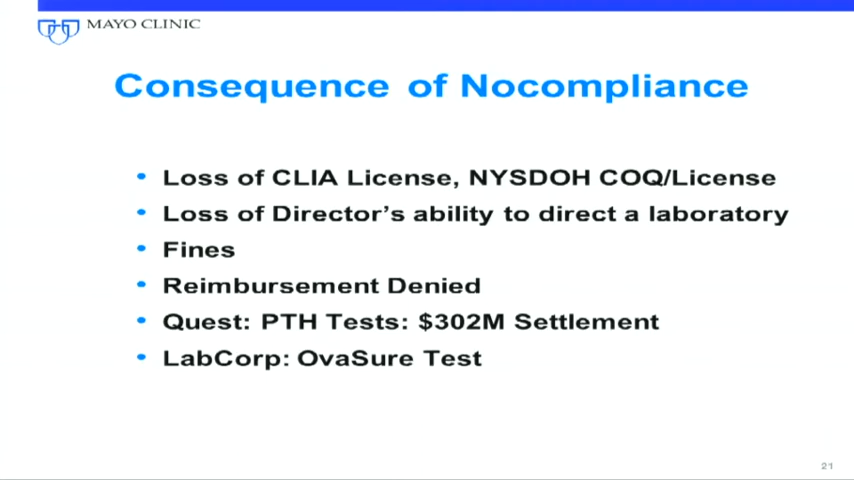 MAYO CLINIC
Consequence of Nocompliance
• Loss of CLIA License, NYSDOH COQ/License
• Loss of Director's ability to direct a laboratory
• Fines
• Reimbursement Denied
• Quest: PTH Tests: $302M Settlement
• LabCorp: OvaSure Test
21